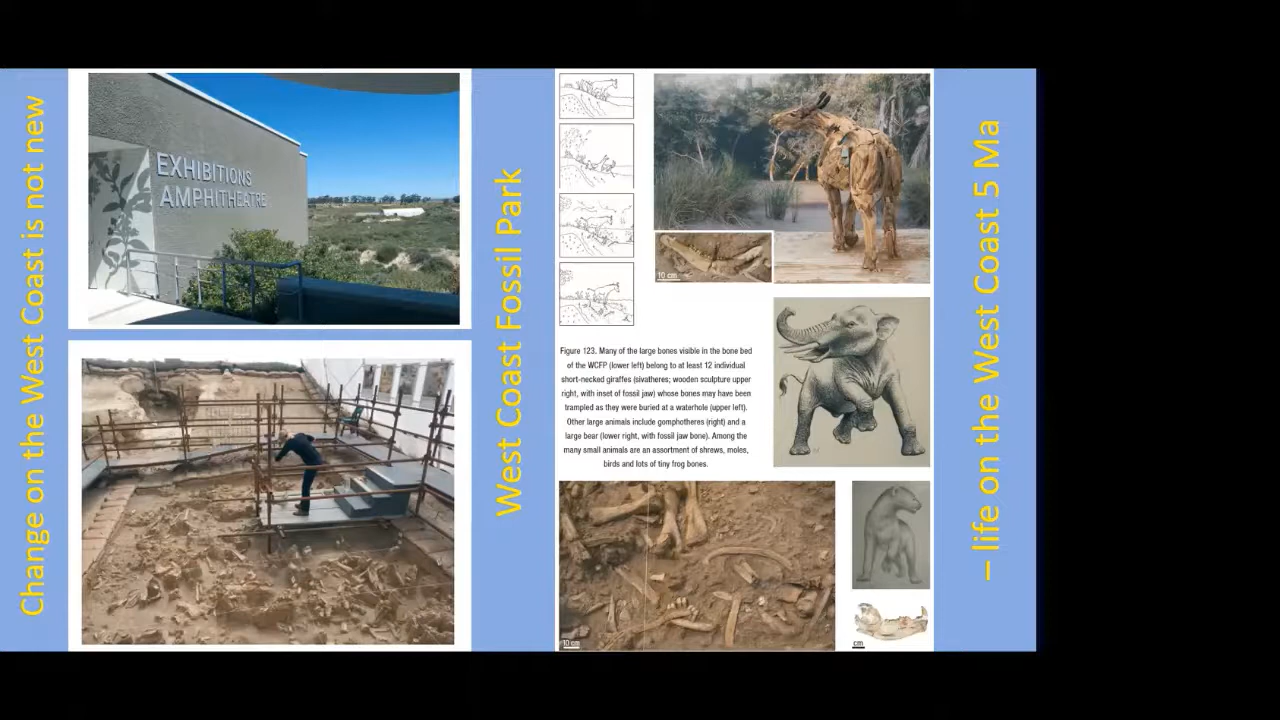 Change on the West Coast is not new
EXHIBITIONS
AMPHITHEATRE
West Coast Fossil Park
10 cm
Figure 123. Many of the large bones visible in the bone bed
of the WCFP (lower left) belong to at least 12 individual
short-necked giraffes (sivatheres; wooden sculpture upper
right, with inset of fossil jaw) whose bones may have been
trampled as they were buried at a waterhole (upper left).
Other large animals include gomphotheres (right) and a
large bear (lower right, with fossil jaw bone). Among the
many small animals are an assortment of shrews, moles,
birds and lots of tiny frog bones.
10 cm
cm
– life on the West Coast 5 Ma